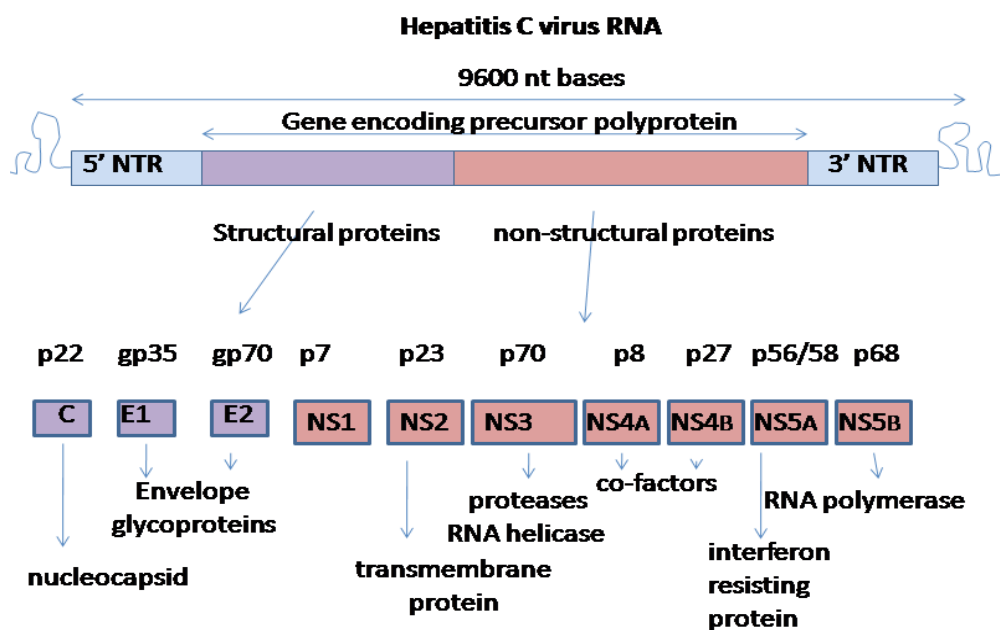 Hepatitis C virus RNA
9600 nt bases
Gene encoding precursor polyprotein
5’ NTR 3’ NTR
Structural proteins non-structural proteins
p22 gp35 gp70 p7 p23 p70 p8 p27 p56/58 p68
C E1 E2 NS1 NS2 NS3 NS4A NS4B NS5A NS5B
Envelope
glycoproteins
proteases
RNA helicase
co-factors
RNA polymerase
nucleocapsid
transmembrane
protein
interferon
resisting
protein